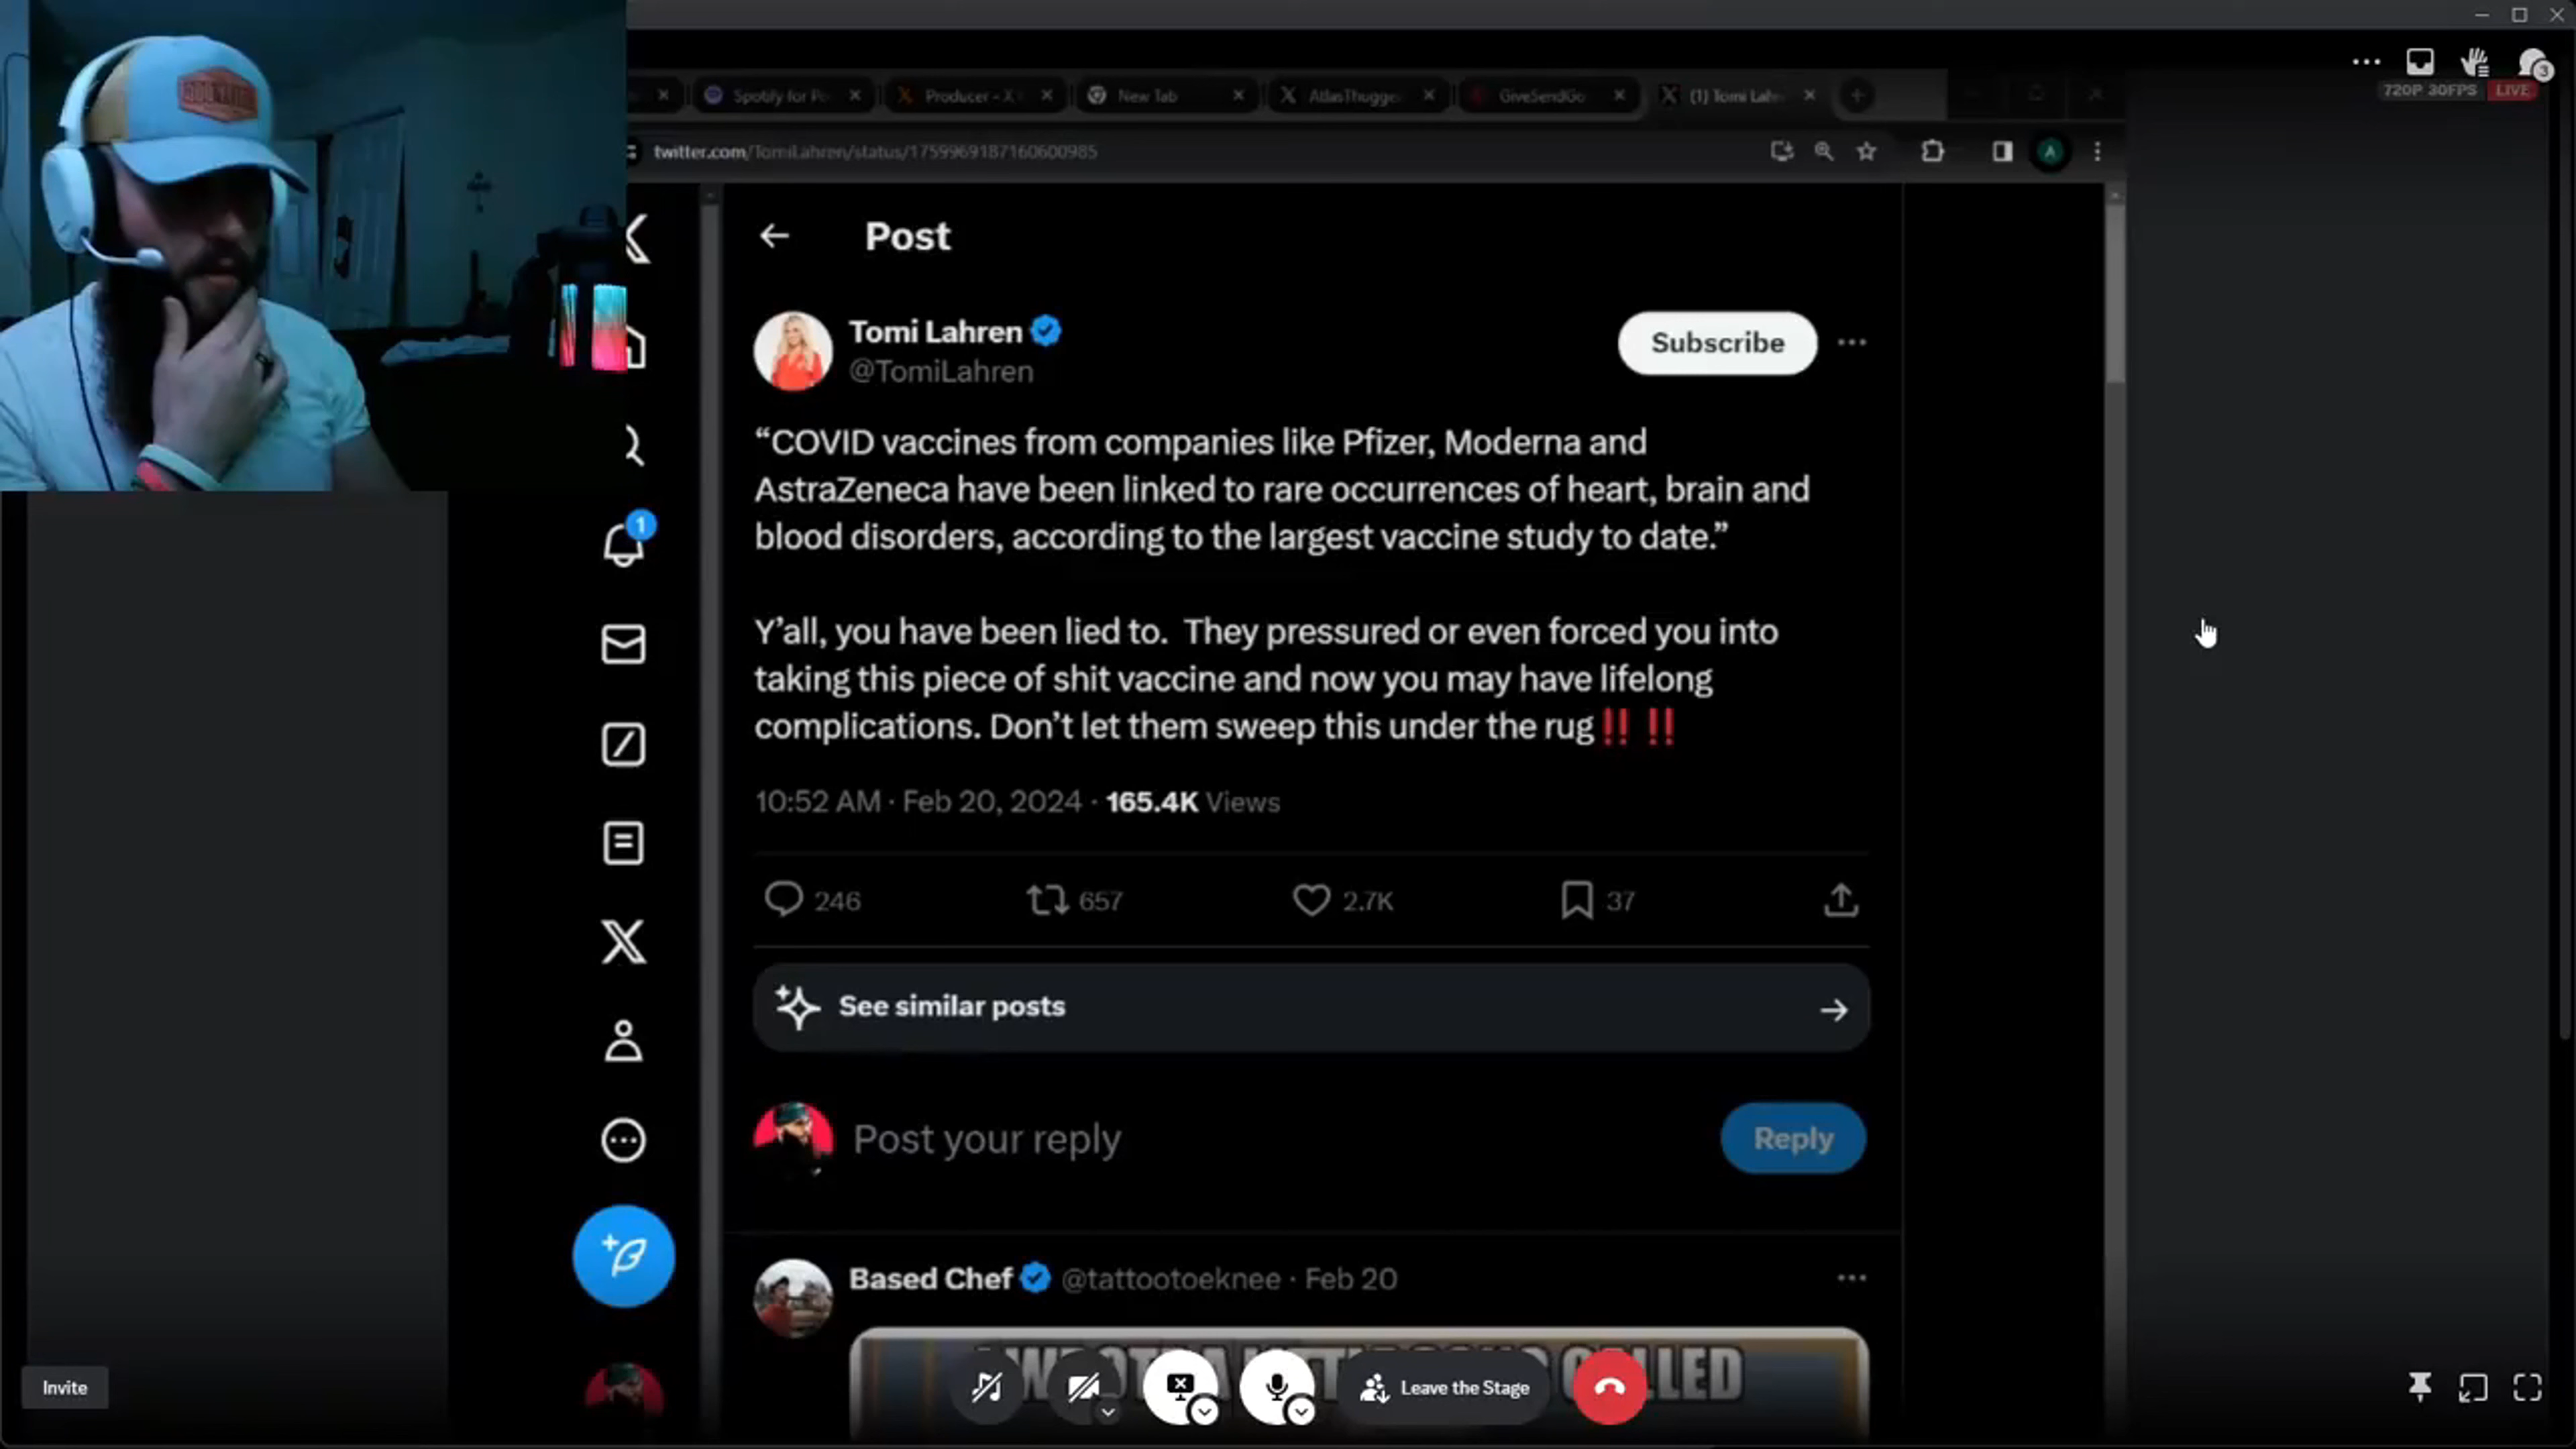 Spotify for Po
Producer - X
New Tab
AtlasThugge
GiveSendGo
(1) Tomi Lah
3
720P 30FPS LIVE
twitter.com/TomiLahren/status/1759969187160600985
A
Post
Tomi Lahren
@TomiLahren
Subscribe
“COVID vaccines from companies like Pfizer, Moderna and
AstraZeneca have been linked to rare occurrences of heart, brain and
blood disorders, according to the largest vaccine study to date.”
1
Y’all, you have been lied to. They pressured or even forced you into
taking this piece of shit vaccine and now you may have lifelong
complications. Don’t let them sweep this under the rug‼️ ‼️
10:52 AM · Feb 20, 2024 · 165.4K Views
246 657 2.7K 37
See similar posts
Post your reply
Reply
Based Chef @tattootoeknee · Feb 20
Invite
Leave the Stage